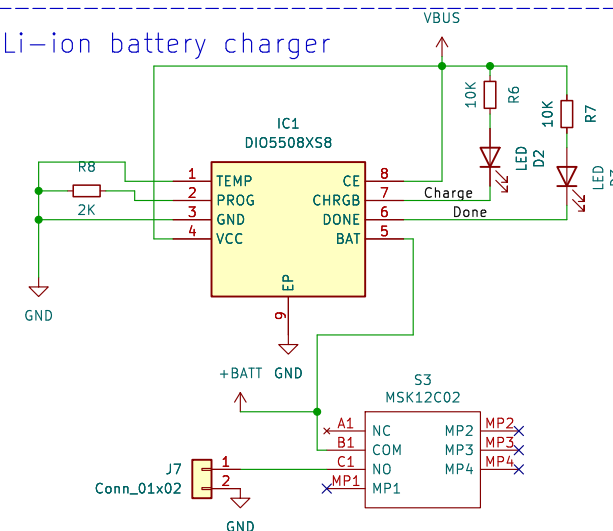 VBUS
Li-ion battery charger
10K
R6
10K
R7
IC1
DIO5508XS8
LED
D2
LED
R8
2K
1
TEMP
CE
8
2
PROG
CHRGB
7
Charge
3
GND
DONE
6
Done
4
VCC
BAT
5
EP
9
GND
+BATT
GND
S3
MSK12C02
A1
NC
MP2
MP2
B1
COM
MP3
MP3
C1
NO
MP4
MP4
MP1
MP1
J7
Conn_01x02
1
2
GND